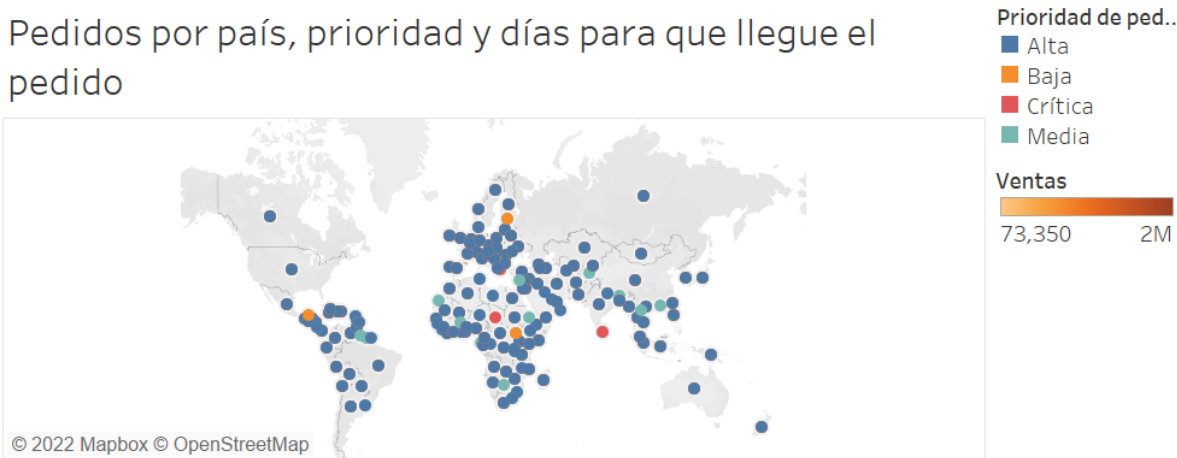 Pedidos por país, prioridad y días para que llegue el
pedido
Prioridad de ped..
Alta
Baja
Crítica
Media
Ventas
73,350 2M
© 2022 Mapbox © OpenStreetMap